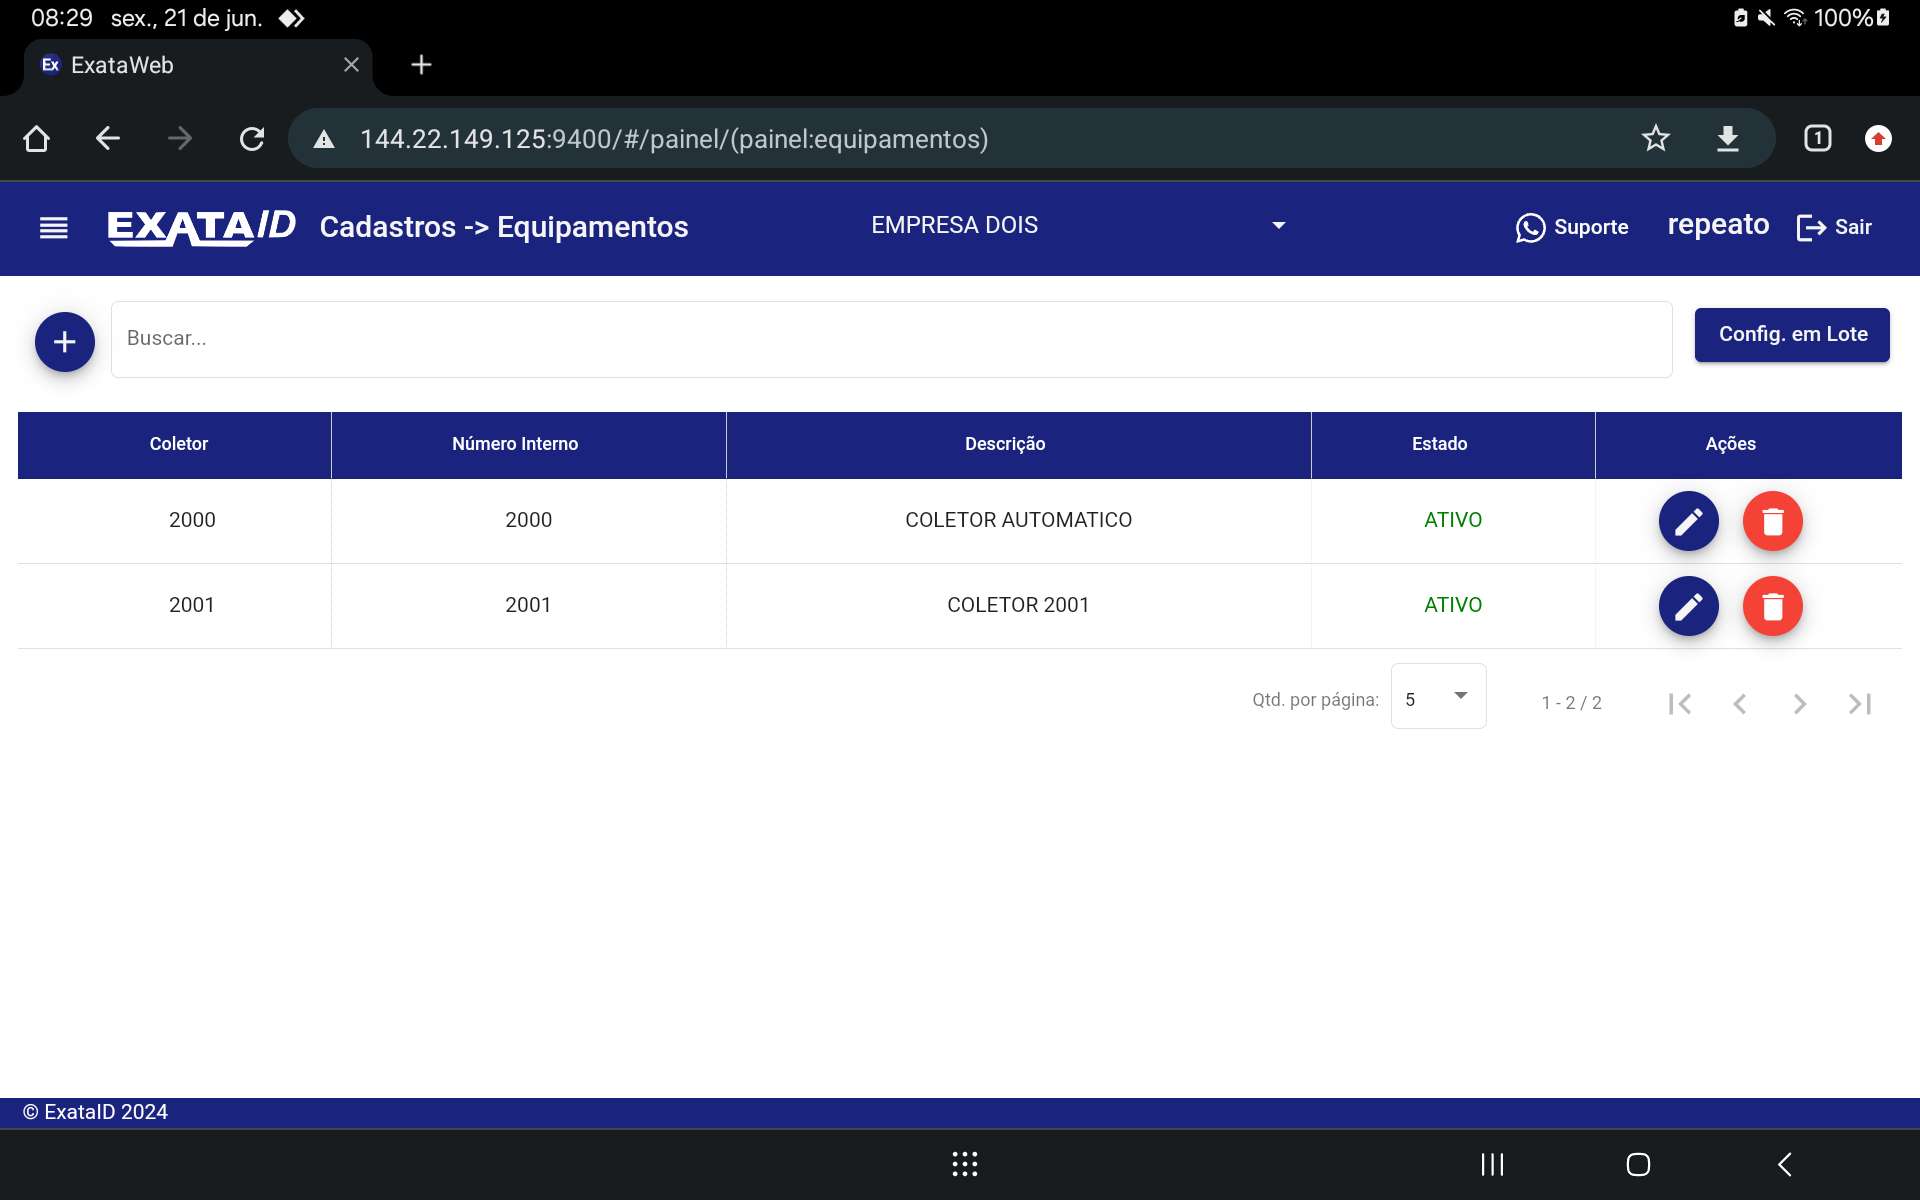 08:29 sex., 21 de jun. 100%
Ex ExataWeb
144.22.149.125:9400/#/painel/(painel:equipamentos) 1
EXATAID Cadastros -> Equipamentos EMPRESA DOIS Suporte repeato Sair
+ Buscar... Config. em Lote
Coletor Número Interno Descrição Estado Ações
2000 2000 COLETOR AUTOMATICO ATIVO
2001 2001 COLETOR 2001 ATIVO
Qtd. por página: 5 1 - 2 / 2
© ExataID 2024